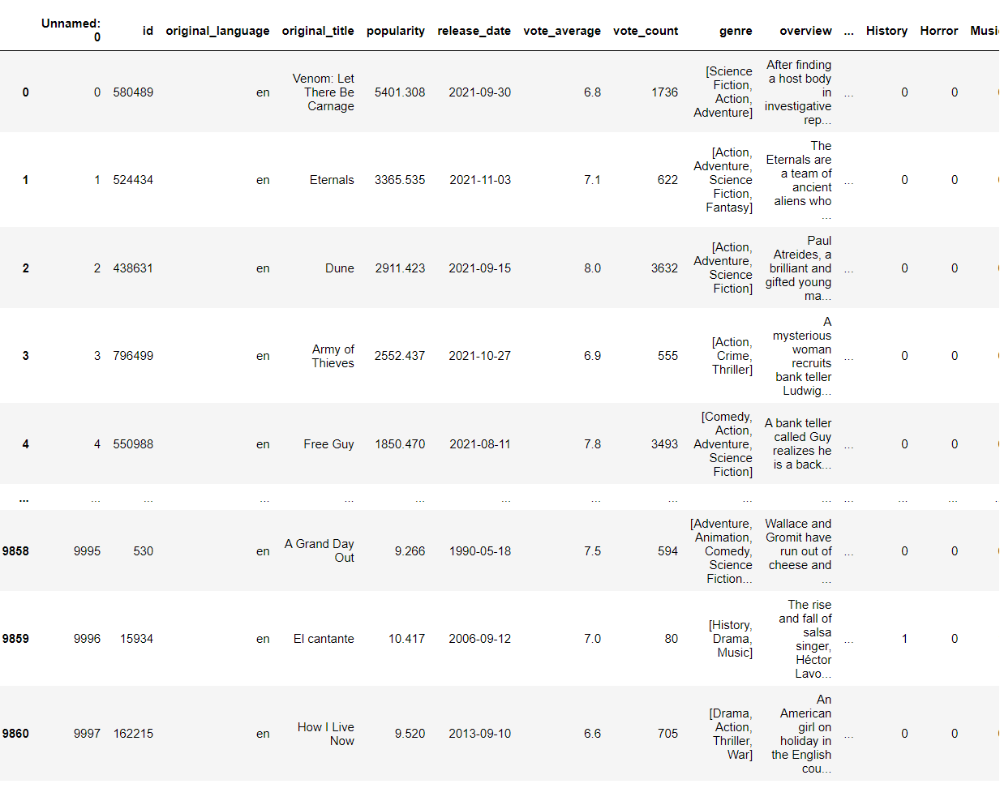 Unnamed:
0
id original_language original_title popularity release_date vote_average vote_count genre overview ... History Horror Musi
0 0 580489 en
Venom: Let
There Be
Carnage
5401.308 2021-09-30 6.8 1736
[Science
Fiction,
Action,
Adventure]
After finding
a host body
in
investigative
rep...
... 0 0
1 1 524434 en Eternals 3365.535 2021-11-03 7.1 622
[Action,
Adventure,
Science
Fiction,
Fantasy]
The
Eternals are
a team of
ancient
aliens who
...
... 0 0
2 2 438631 en Dune 2911.423 2021-09-15 8.0 3632
[Action,
Adventure,
Science
Fiction]
Paul
Atreides, a
brilliant and
gifted young
ma...
... 0 0
3 3 796499 en
Army of
Thieves
2552.437 2021-10-27 6.9 555
[Action,
Crime,
Thriller]
A
mysterious
woman
recruits
bank teller
Ludwig...
... 0 0
4 4 550988 en Free Guy 1850.470 2021-08-11 7.8 3493
[Comedy,
Action,
Adventure,
Science
Fiction]
A bank teller
called Guy
realizes he
is a back...
... 0 0
... ... ... ... ... ... ... ... ... ... ... ... ... ...
9858 9995 530 en
A Grand Day
Out
9.266 1990-05-18 7.5 594
[Adventure,
Animation,
Comedy,
Science
Fiction...
Wallace and
Gromit have
run out of
cheese and
...
... 0 0
9859 9996 15934 en El cantante 10.417 2006-09-12 7.0 80
[History,
Drama,
Music]
The rise
and fall of
salsa
singer,
Héctor
Lavo...
... 1 0
9860 9997 162215 en
How I Live
Now
9.520 2013-09-10 6.6 705
[Drama,
Action,
Thriller,
War]
An
American
girl on
holiday in
the English
cou...
... 0 0